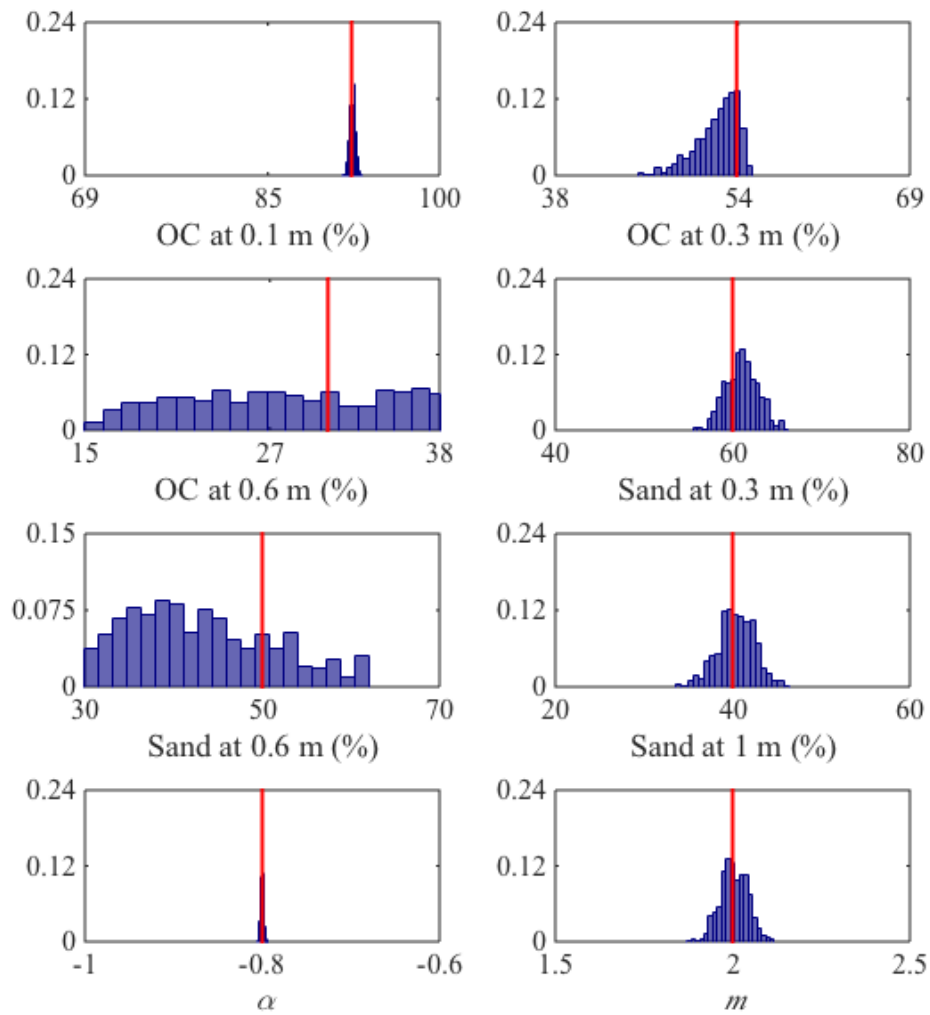 0.24
0.12
0
69 85 100
OC at 0.1 m (%)
0.24
0.12
0
38 54 69
OC at 0.3 m (%)
0.24
0.12
0
15 27 38
OC at 0.6 m (%)
0.24
0.12
0
40 60 80
Sand at 0.3 m (%)
0.15
0.075
0
30 50 70
Sand at 0.6 m (%)
0.24
0.12
0
20 40 60
Sand at 1 m (%)
0.24
0.12
0
-1 -0.8 -0.6
α
0.24
0.12
0
1.5 2 2.5
m